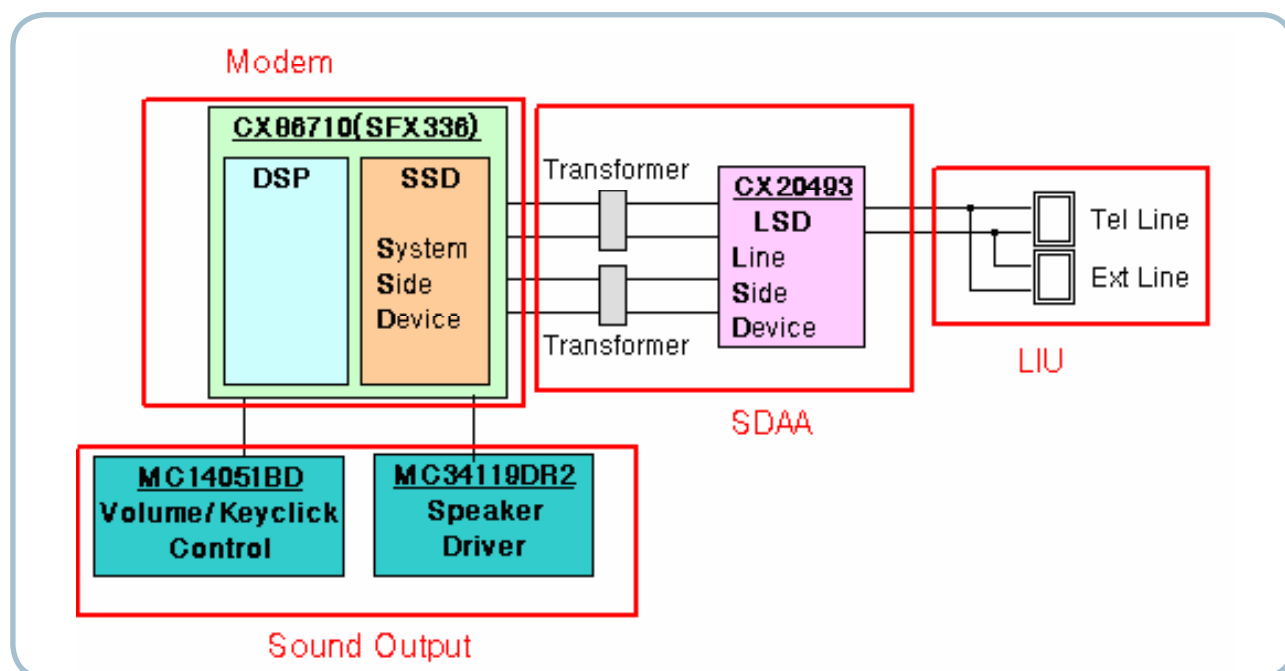 Modem
CX86710(SFX336)
DSP
SSD
System
Side
Device
Transformer
Transformer
CX20493
LSD
Line
Side
Device
Tel Line
Ext Line
LIU
SDAA
MC14051BD
Volume/Keyclick
Control
MC34119DR2
Speaker
Driver
Sound Output